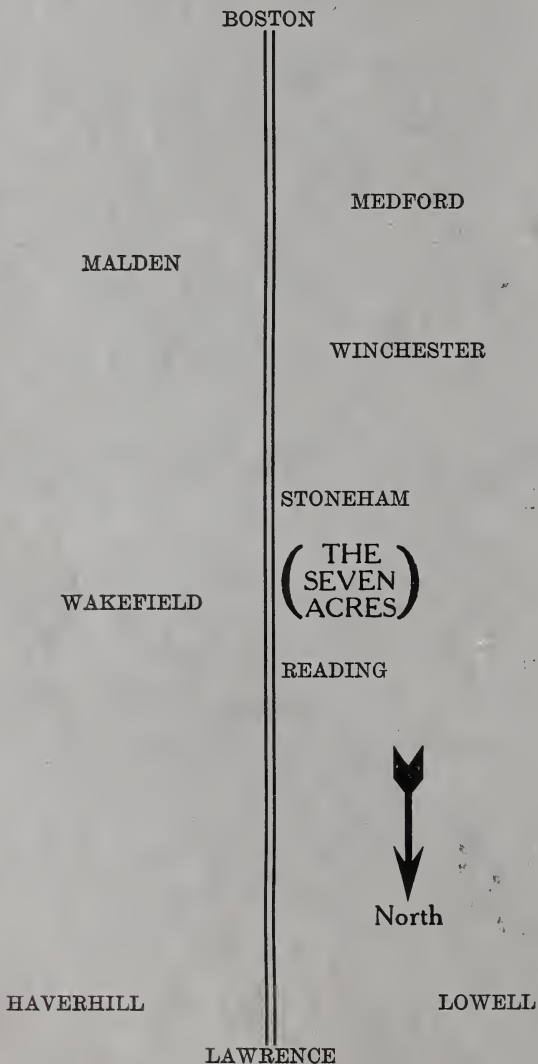 BOSTON
MEDFORD
MALDEN
WINCHESTER
STONEHAM
(THE
SEVEN
ACRES)
WAKEFIELD
READING
North
HAVERHILL
LOWELL
LAWRENCE